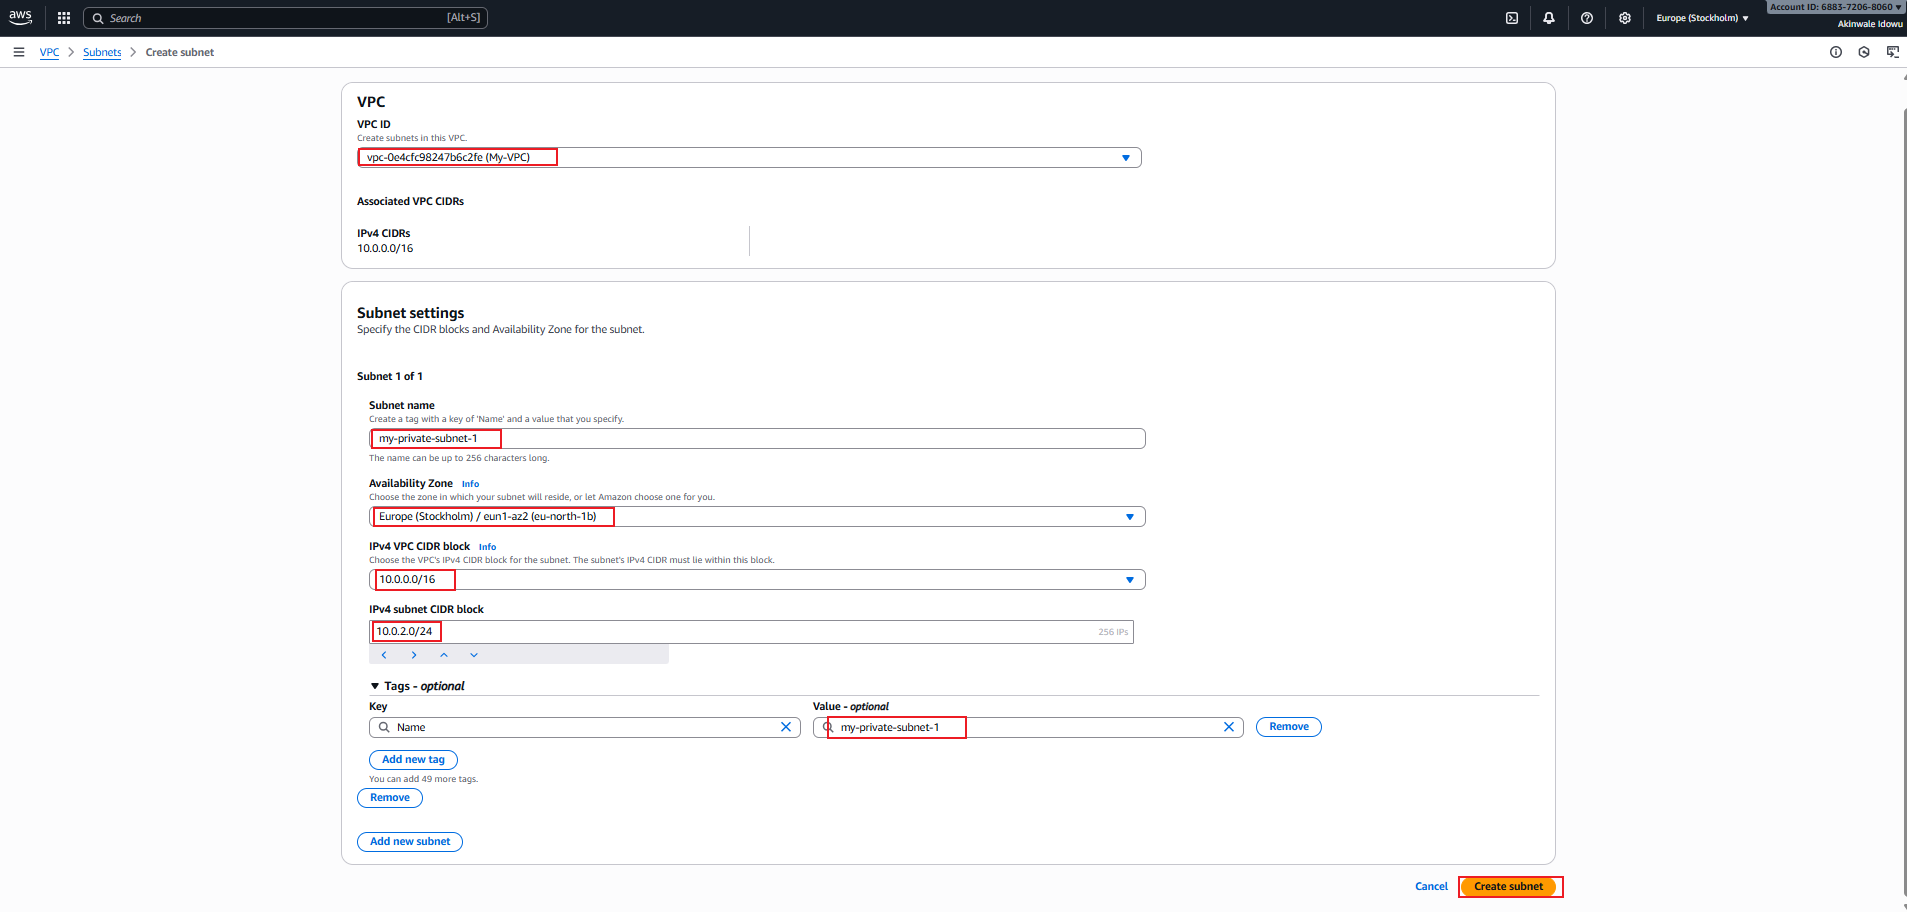 aws
Search [Alt+S]
Europe (Stockholm) ▼
Account ID: 6883-7206-8060 ▼
Akinwale Idowu
VPC > Subnets > Create subnet
VPC
VPC ID
Create subnets in this VPC.
vpc-0e4cfc98247b6c2fe (My-VPC)
Associated VPC CIDRs
IPv4 CIDRs
10.0.0.0/16
Subnet settings
Specify the CIDR blocks and Availability Zone for the subnet.
Subnet 1 of 1
Subnet name
Create a tag with a key of 'Name' and a value that you specify.
my-private-subnet-1
The name can be up to 256 characters long.
Availability Zone Info
Choose the zone in which your subnet will reside, or let Amazon choose one for you.
Europe (Stockholm) / eun1-az2 (eu-north-1b)
IPv4 VPC CIDR block Info
Choose the VPC's IPv4 CIDR block for the subnet. The subnet's IPv4 CIDR must lie within this block.
10.0.0.0/16
IPv4 subnet CIDR block
10.0.2.0/24 256 IPs
Tags - optional
Key Value - optional
Name my-private-subnet-1 Remove
Add new tag
You can add 49 more tags.
Remove
Add new subnet
Cancel Create subnet